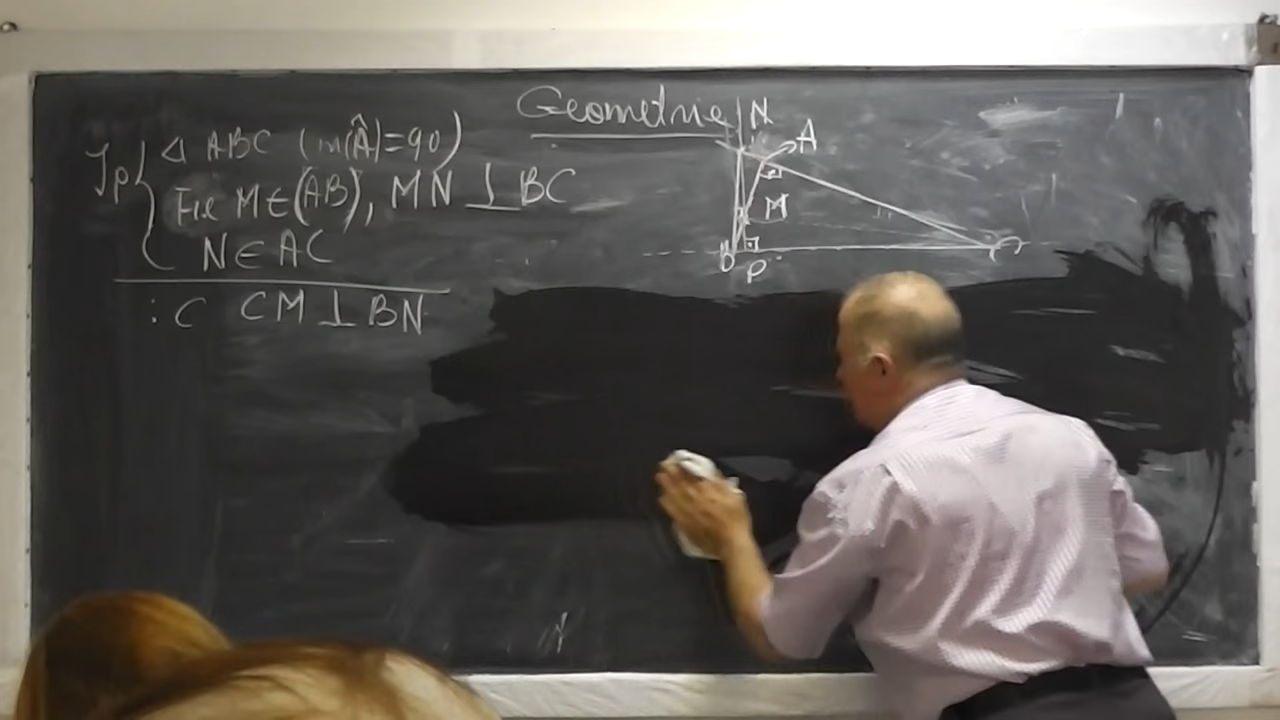 Geometrie
Ip △ ABC (m(Â)=90)
Fie M∈(AB), MN ⊥ BC
N∈AC
:C CM ⊥ BN
N
A
M
B P C